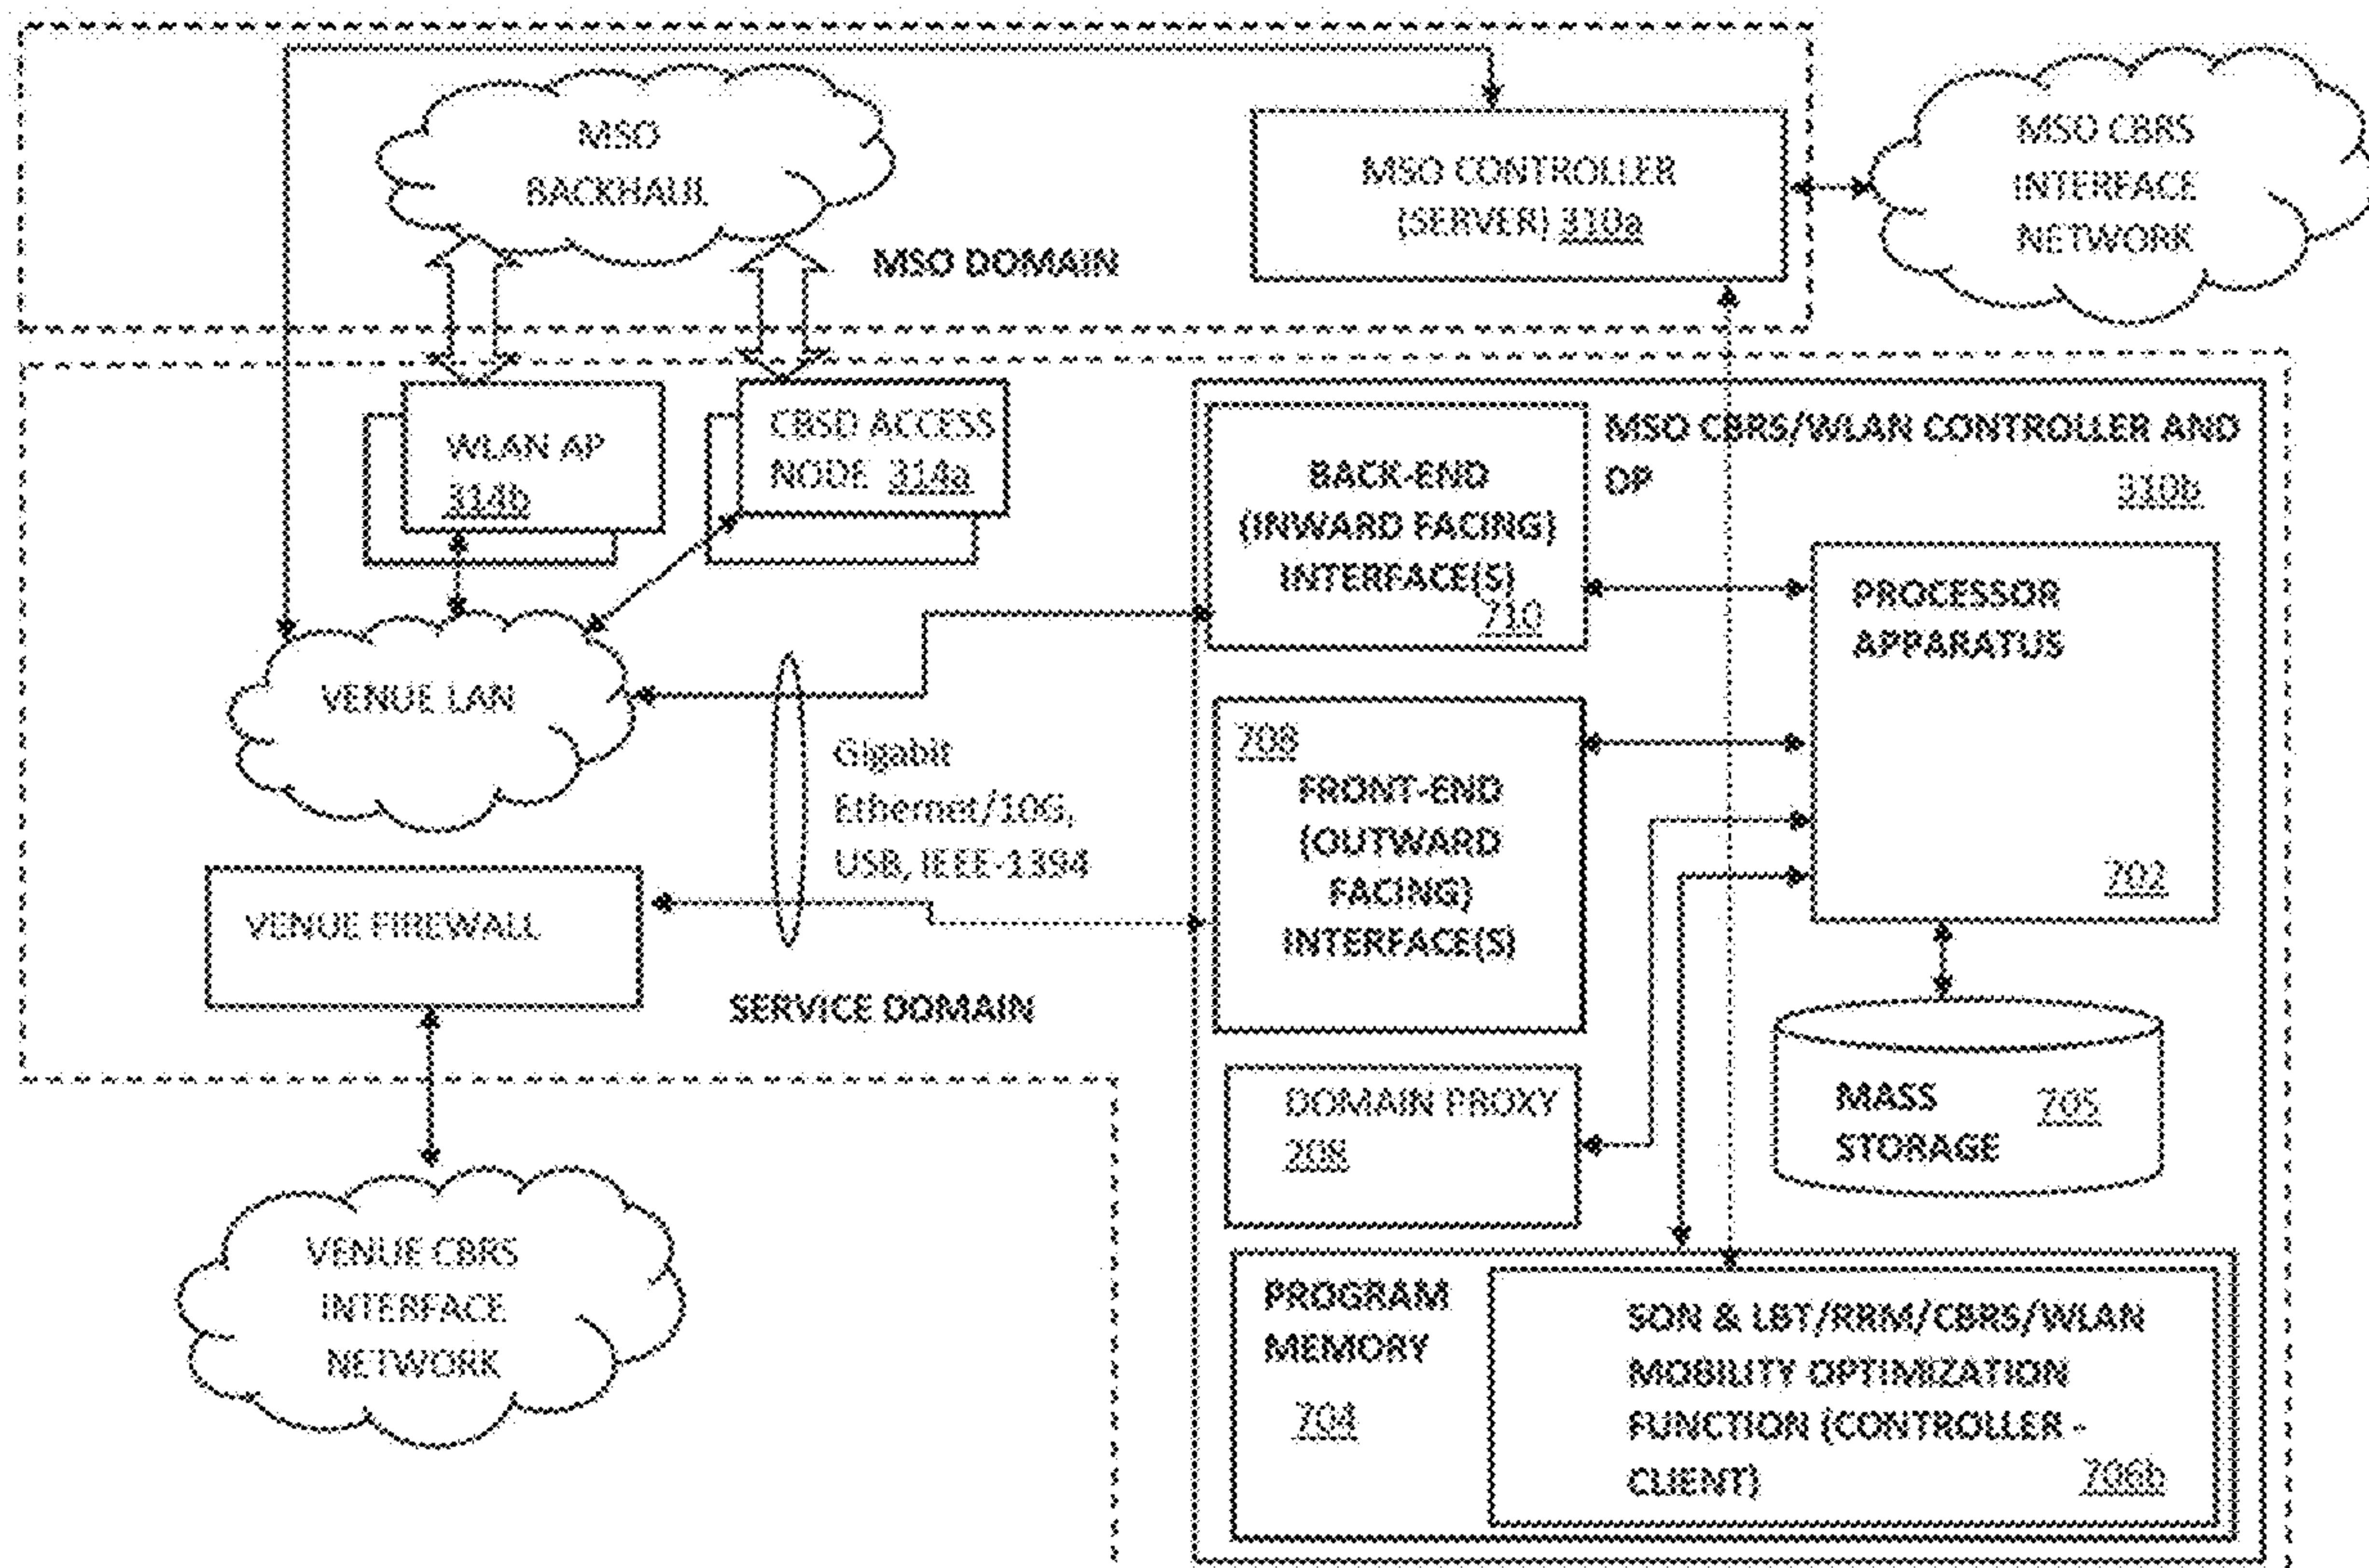 MSO
BACKHAUL
MSO DOMAIN
MSO CONTROLLER
(SERVER) 310a
MSO CBRS
INTERFACE
NETWORK
WLAN AP
314b
CBSD ACCESS
NODE 314a
BACK-END
(INWARD FACING)
INTERFACE(S)
710
MSO CBRS/WLAN CONTROLLER AND
DP
310b
PROCESSOR
APPARATUS
702
VENUE LAN
Gigabit
Ethernet/10G,
USB, IEEE-1394
708
FRONT-END
(OUTWARD
FACING)
INTERFACE(S)
VENUE FIREWALL
SERVICE DOMAIN
DOMAIN PROXY
208
MASS
STORAGE
705
VENUE CBRS
INTERFACE
NETWORK
PROGRAM
MEMORY
704
SON & LBT/RRM/CBRS/WLAN
MOBILITY OPTIMIZATION
FUNCTION (CONTROLLER -
CLIENT)
706b